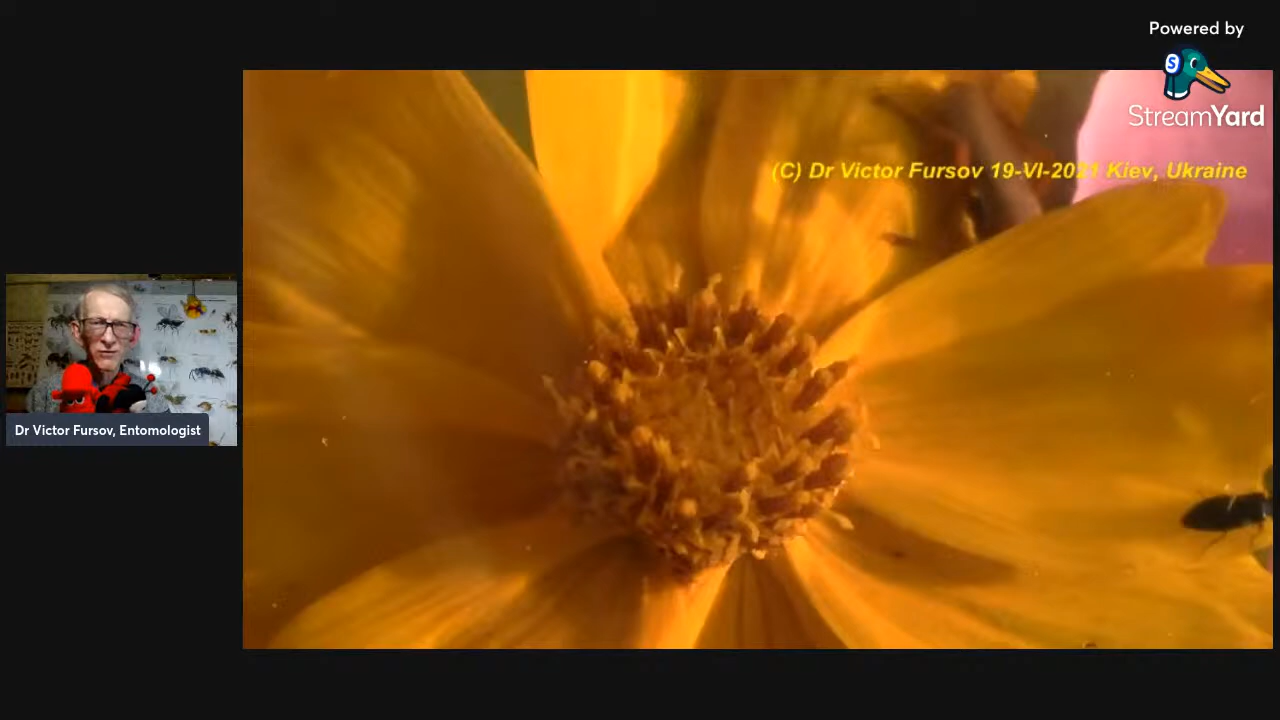 Powered by
StreamYard
(C) Dr Victor Fursov 19-VI-2021 Kiev, Ukraine
Dr Victor Fursov, Entomologist